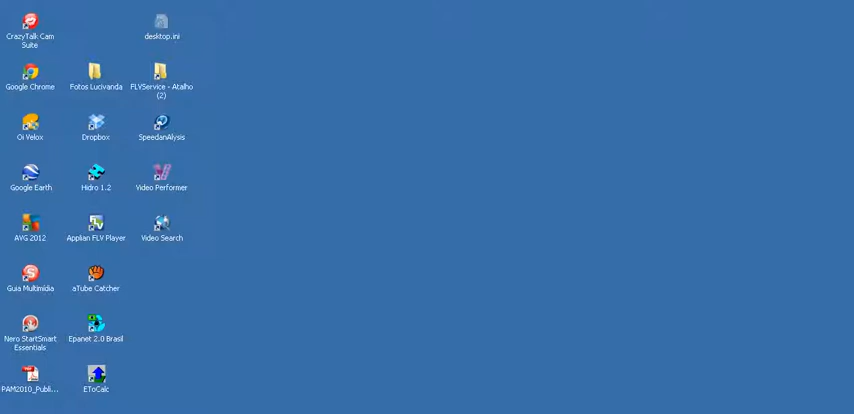 CrazyTalk Cam
Suite
desktop.ini
Google Chrome
Fotos Lucivanda
FLVService - Atalho
(2)
Oi Velox
Dropbox
SpeedanAlysis
Google Earth
Hidro 1.2
Video Performer
AVG 2012
Applian FLV Player
Video Search
Guia Multimídia
aTube Catcher
Nero StartSmart
Essentials
Epanet 2.0 Brasil
PAM2010_Publi...
EToCalc